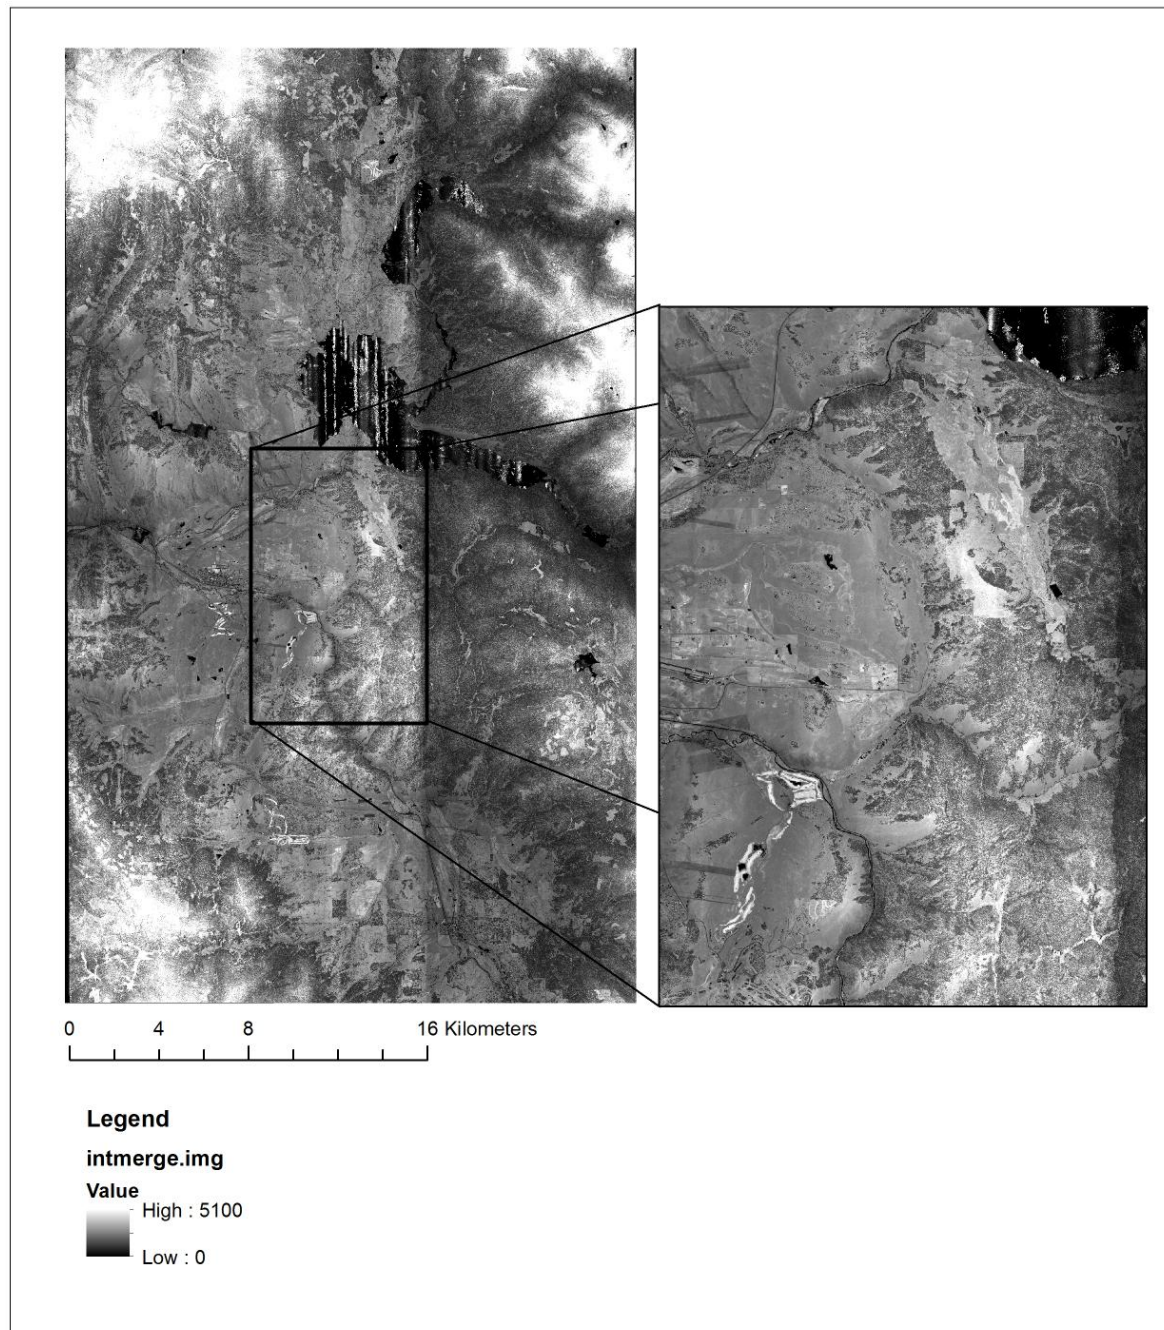 0 4 8 16 Kilometers
Legend
intmerge.img
Value
High : 5100
Low : 0